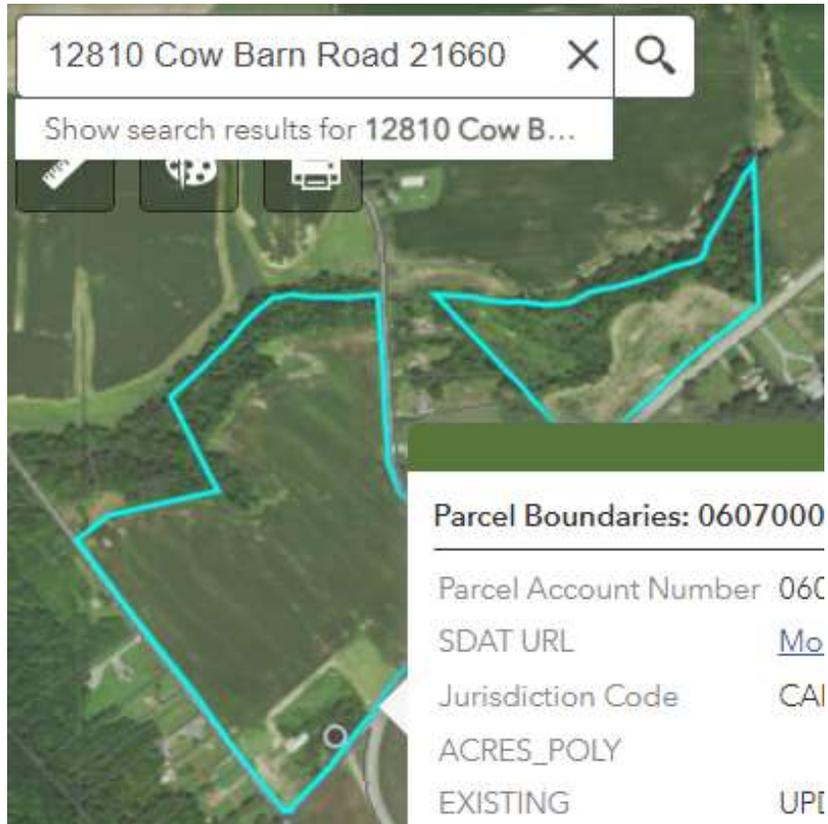 12810 Cow Barn Road 21660
Show search results for 12810 Cow B...
Parcel Boundaries: 0607000
Parcel Account Number 060
SDAT URL Mo
Jurisdiction Code CA
ACRES_POLY
EXISTING UPD